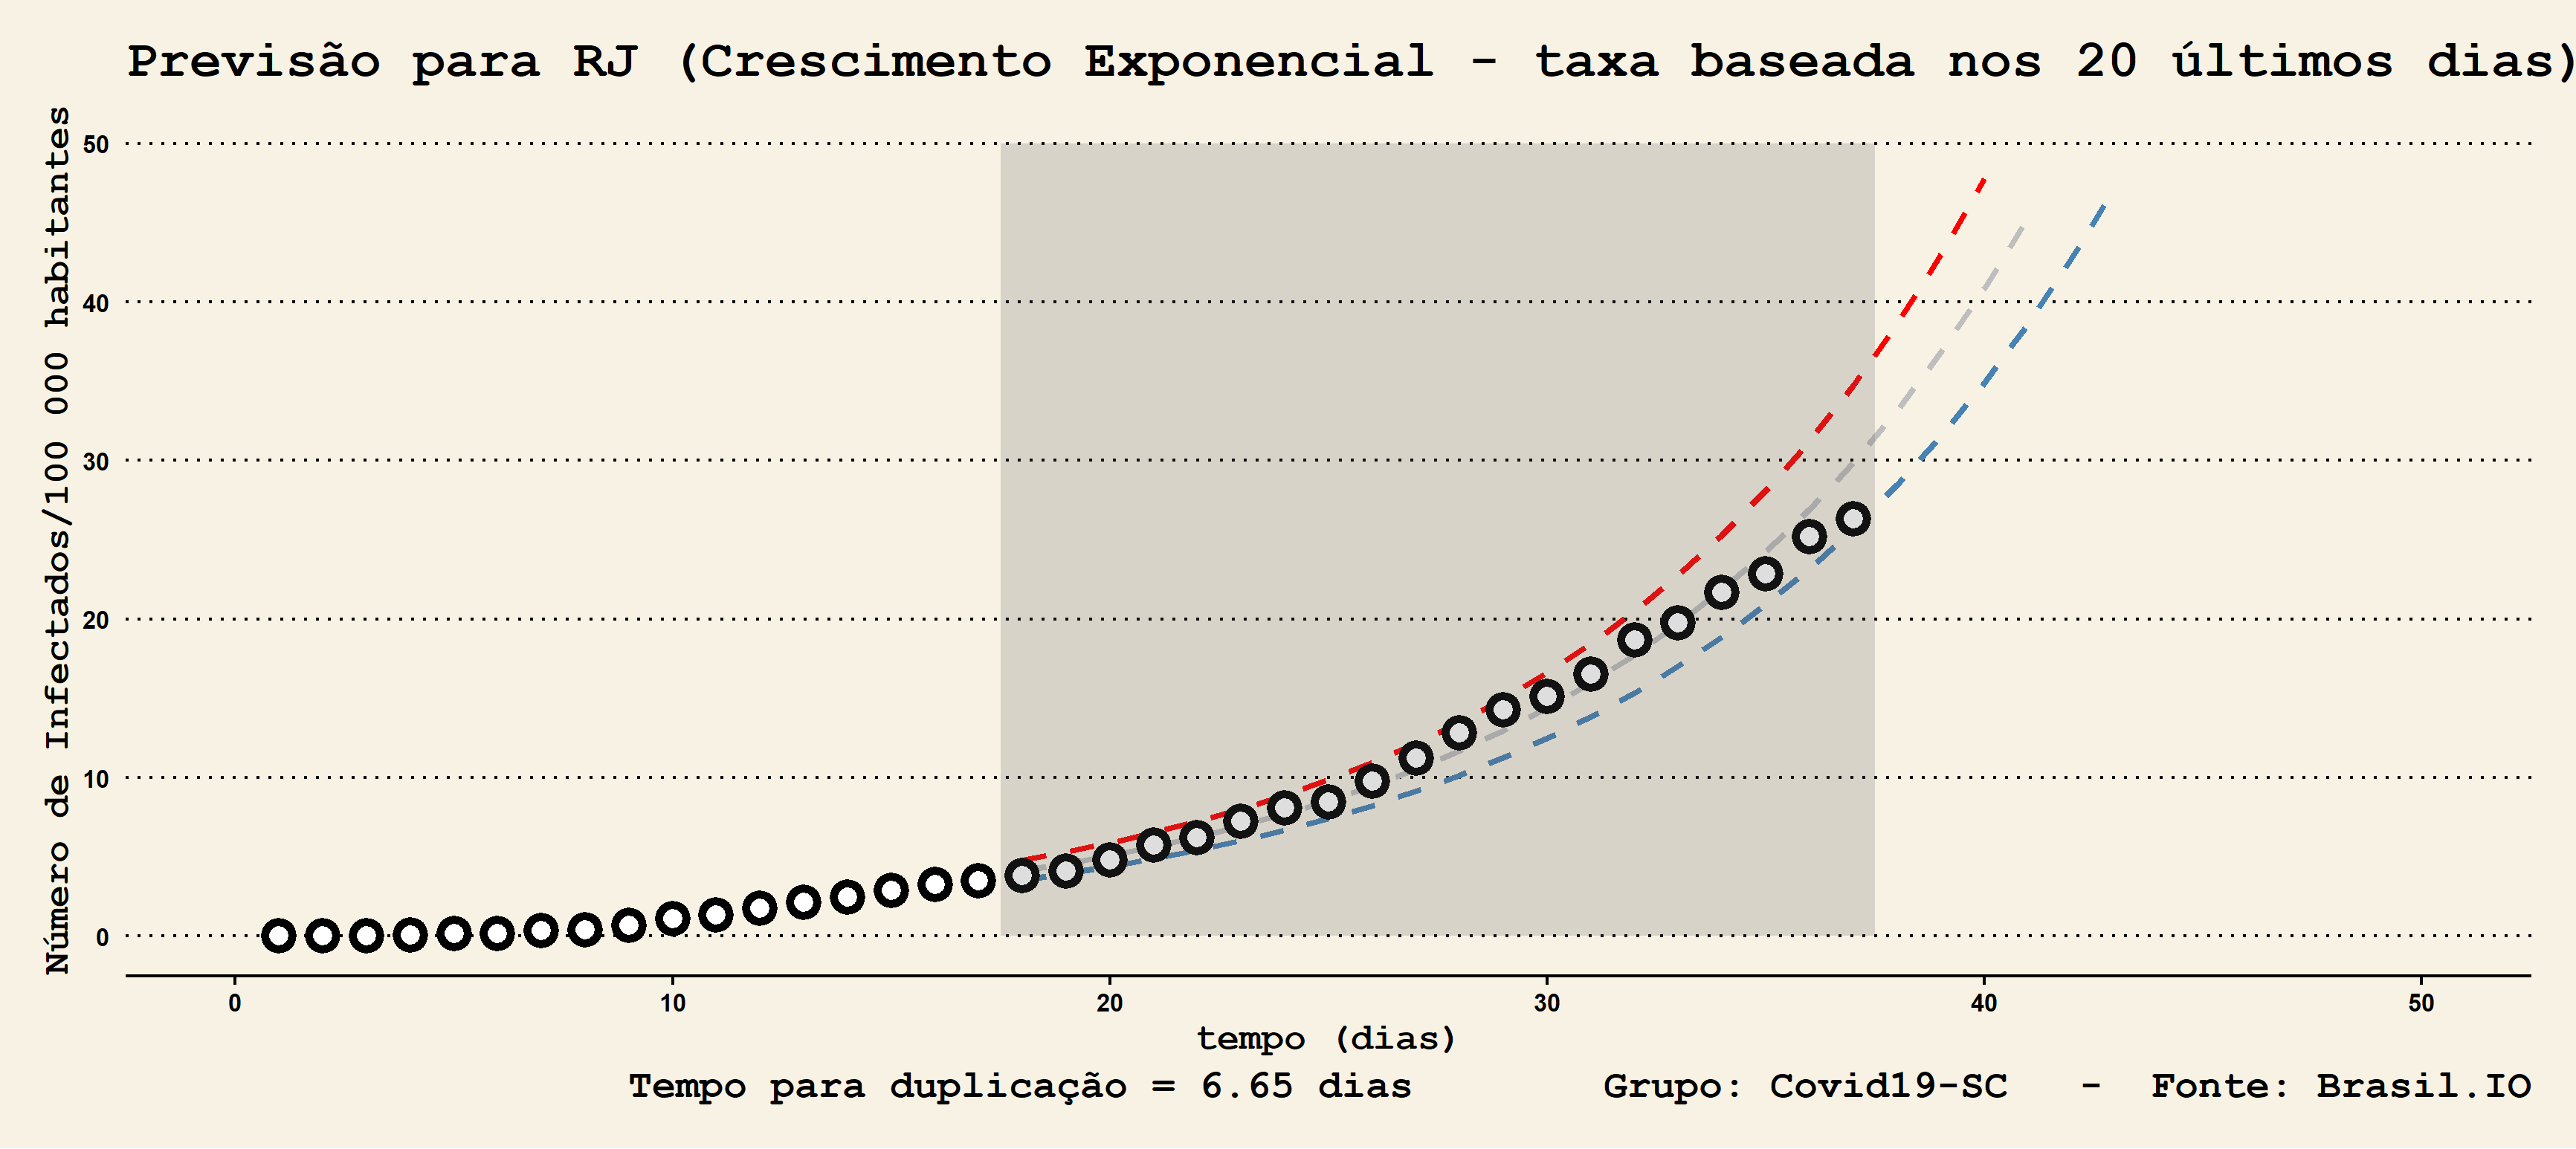 Previsão para RJ (Crescimento Exponencial - taxa baseada nos 20 últimos dias)
Número de Infectados/100 000 habitantes
50
40
30
20
10
0
0 10 20 30 40 50
tempo (dias)
Tempo para duplicação = 6.65 dias Grupo: Covid19-SC - Fonte: Brasil.IO